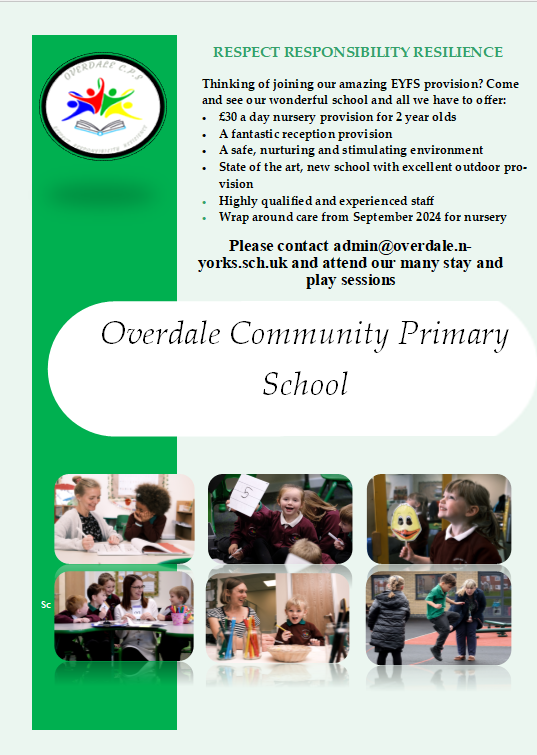 OVERDALE C.P.S
RESPECT RESPONSIBILITY RESILIENCE
Thinking of joining our amazing EYFS provision? Come
and see our wonderful school and all we have to offer:
• £30 a day nursery provision for 2 year olds
• A fantastic reception provision
• A safe, nurturing and stimulating environment
• State of the art, new school with excellent outdoor pro-
vision
• Highly qualified and experienced staff
• Wrap around care from September 2024 for nursery
Please contact admin@overdale.n-
yorks.sch.uk and attend our many stay and
play sessions
Overdale Community Primary
School
5
Sc